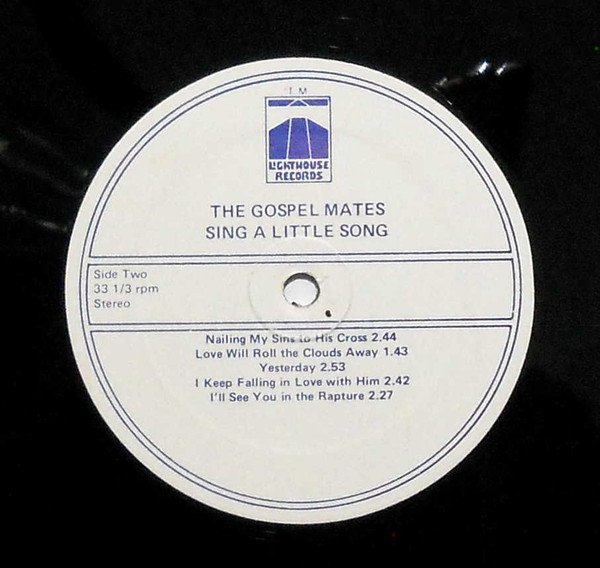 T M
LIGHTHOUSE
RECORDS
THE GOSPEL MATES
SING A LITTLE SONG
Side Two
33 1/3 rpm
Stereo
Nailing My Sins to His Cross 2.44
Love Will Roll the Clouds Away 1.43
Yesterday 2.53
I Keep Falling in Love with Him 2.42
I'll See You in the Rapture 2.27